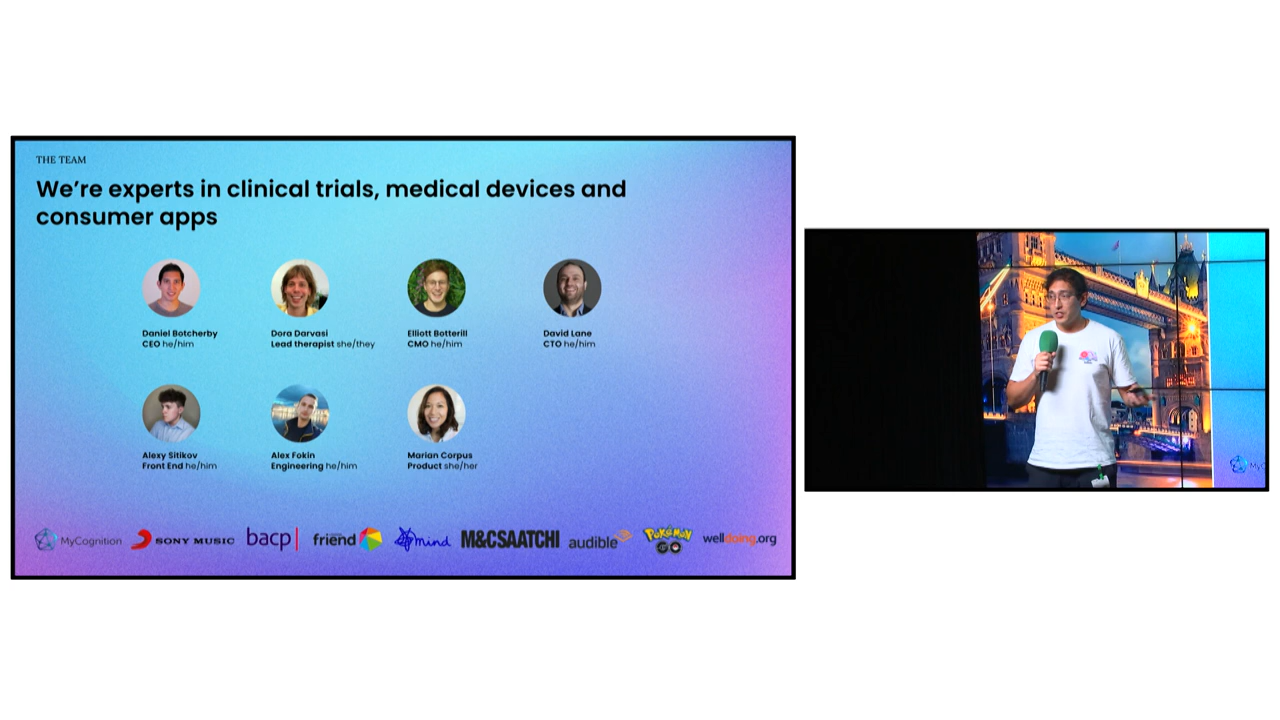 THE TEAM
We're experts in clinical trials, medical devices and
consumer apps
Daniel Botcherby
CEO he/him
Dora Darvasi
Lead therapist she/they
Elliott Botterill
CMO he/him
David Lane
CTO he/him
Alexy Sitikov
Front End he/him
Alex Fokin
Engineering he/him
Marian Corpus
Product she/her
MyCognition
SONY MUSIC
bacp
friend
mind
M&CSAATCHI
audible
POKÉMON
GO
welldoing.org
MyC